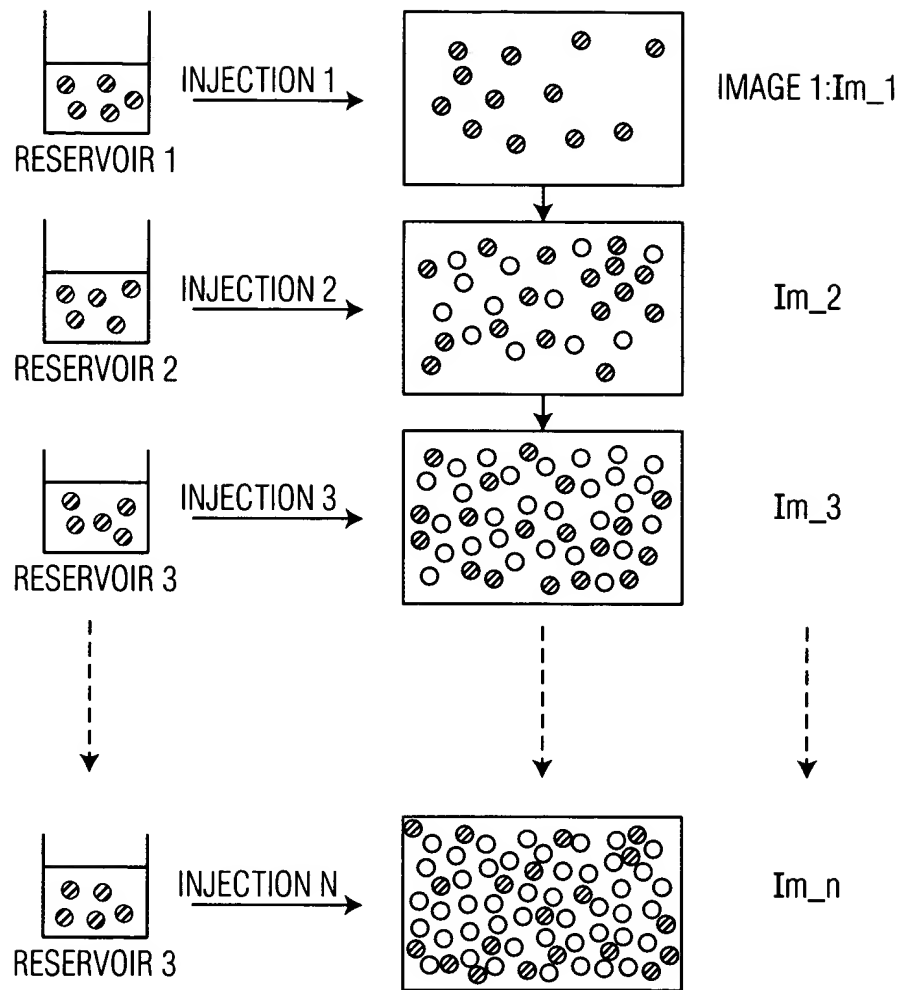 INJECTION 1
IMAGE 1:Im_1
RESERVOIR 1
INJECTION 2
Im_2
RESERVOIR 2
INJECTION 3
Im_3
RESERVOIR 3
INJECTION N
Im_n
RESERVOIR 3